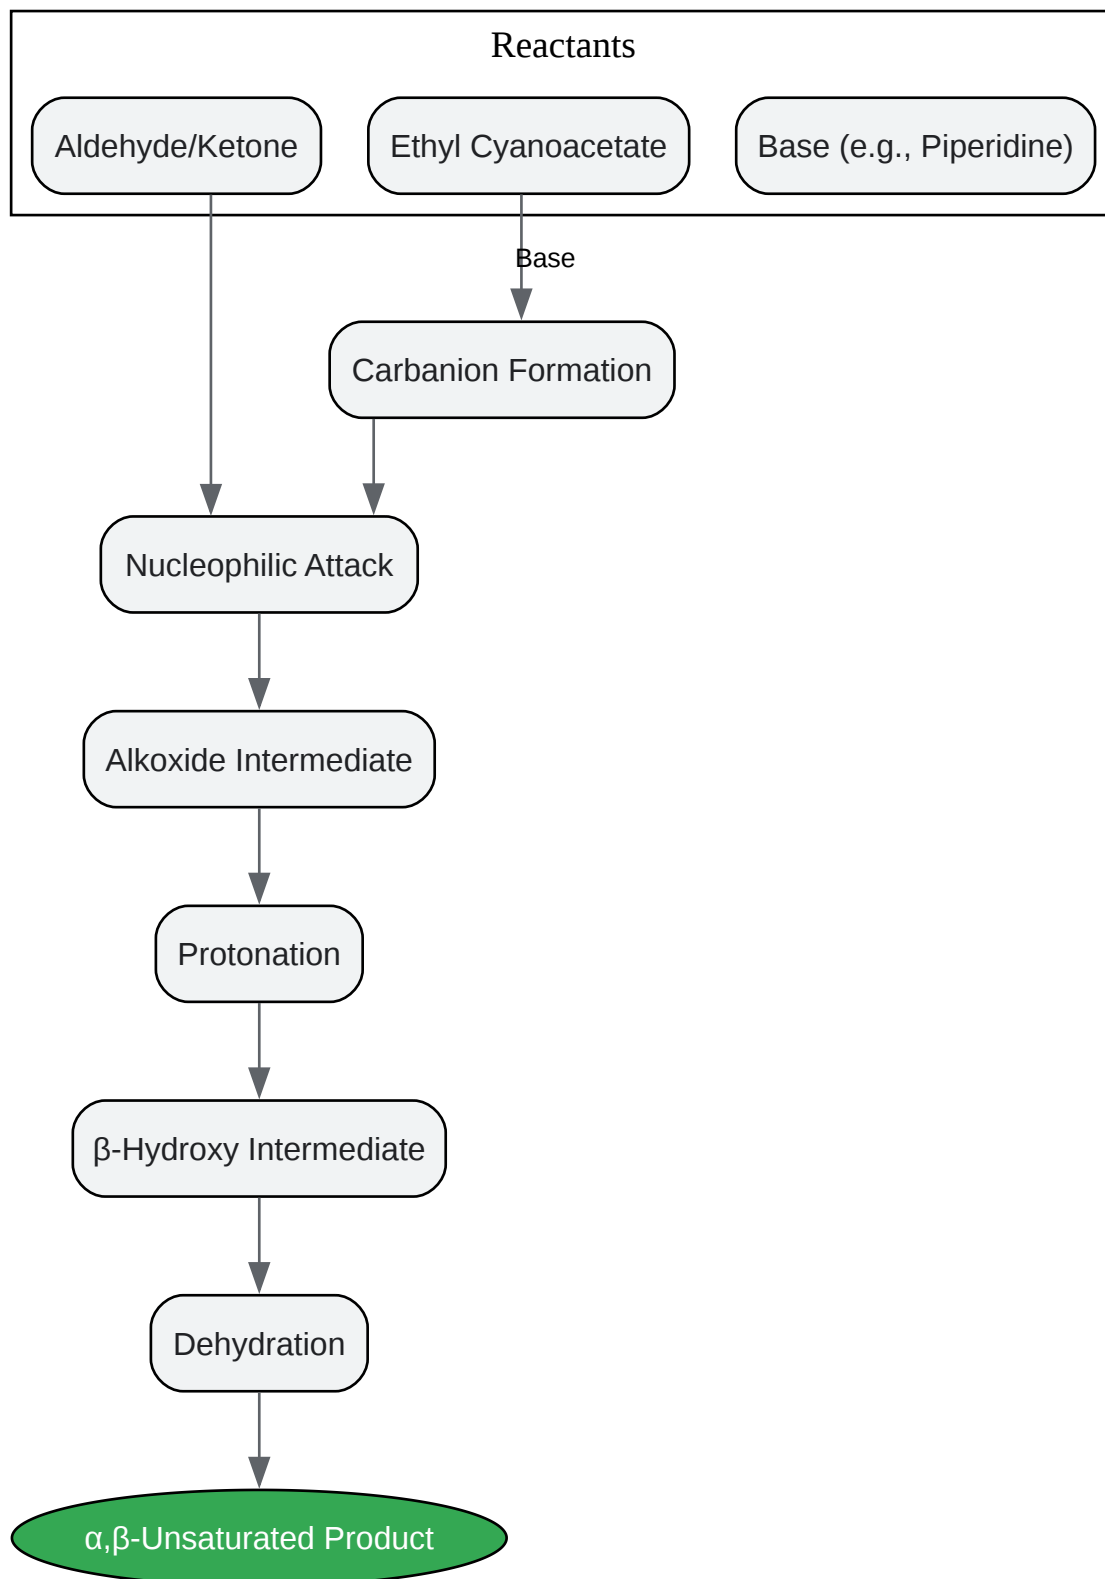 Reactants
Aldehyde/Ketone
Ethyl Cyanoacetate
Base (e.g., Piperidine)
Base
Carbanion Formation
Nucleophilic Attack
Alkoxide Intermediate
Protonation
β-Hydroxy Intermediate
Dehydration
α,β-Unsaturated Product